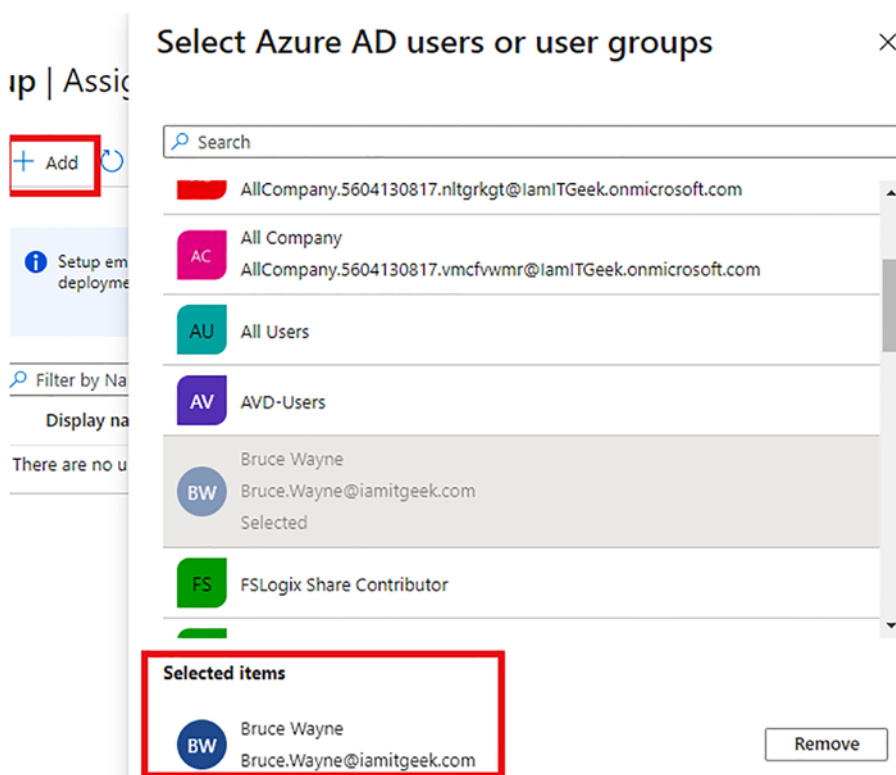 Select Azure AD users or user groups
up | Assig
Add
Search
AllCompany.5604130817.nltgrkgt@IamITGeek.onmicrosoft.com
AC
All Company
AllCompany.5604130817.vmcfvwmr@IamITGeek.onmicrosoft.com
Setup em
deployme
AU
All Users
Filter by Na
AV
AVD-Users
Display na
There are no u
BW
Bruce Wayne
Bruce.Wayne@iamitgeek.com
Selected
FS
FSLogix Share Contributor
Selected items
BW
Bruce Wayne
Bruce.Wayne@iamitgeek.com
Remove